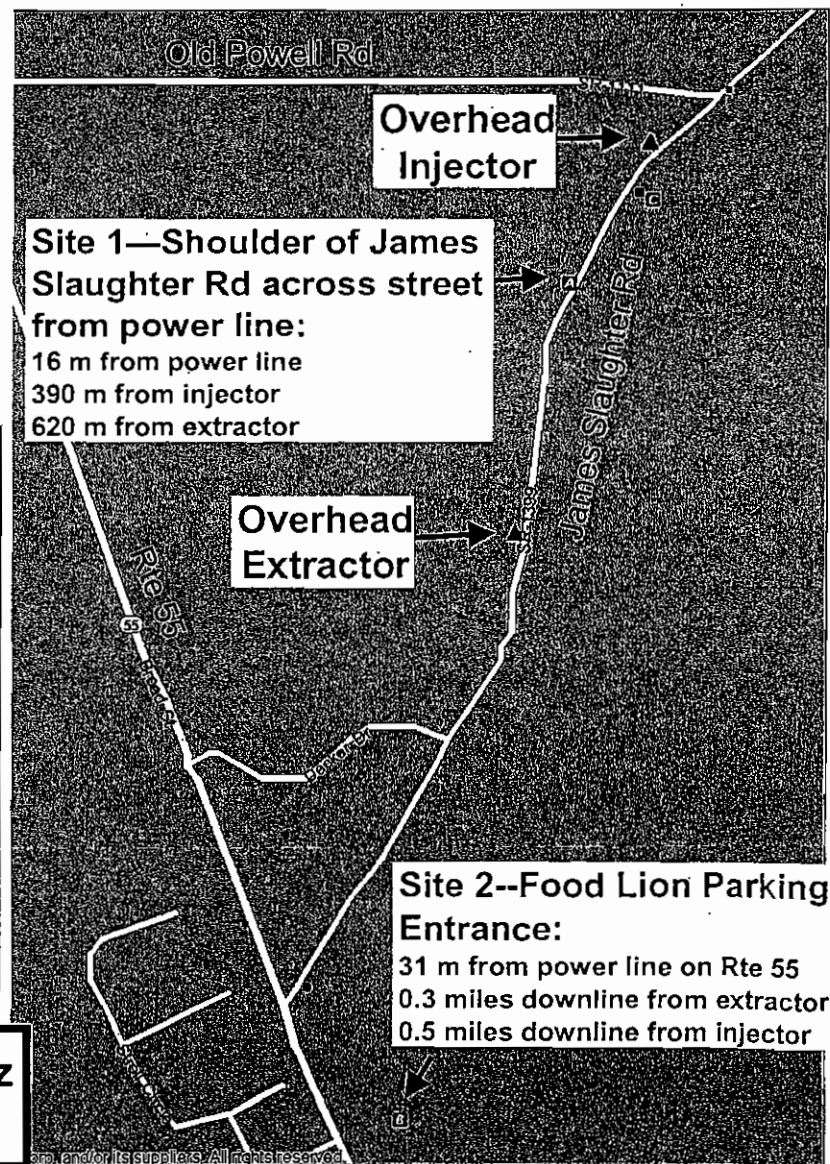 Old Powell Rd
Overhead
Injector
Site 1—Shoulder of James
Slaughter Rd across street
from power line:
16 m from power line
390 m from injector
620 m from extractor
James Slaughter Rd
Overhead
Extractor
Rte 55
55
Site 2--Food Lion Parking
Entrance:
31 m from power line on Rte 55
0.3 miles downline from extractor
0.5 miles downline from injector
z
and/or its suppliers. All rights reserved.